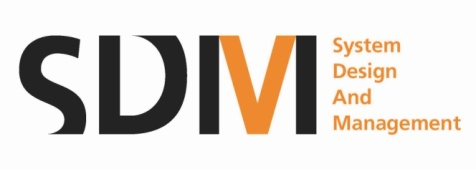 SDM
System
Design
And
Management